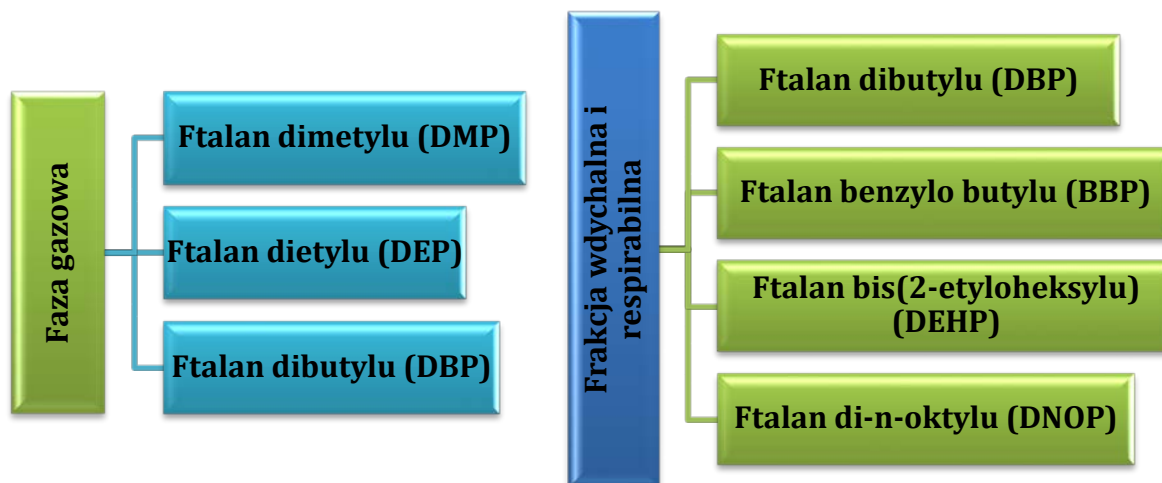 Faza gazowa
Ftalan dimetylu (DMP)
Ftalan dietylu (DEP)
Ftalan dibutylu (DBP)
Frakcja wdychalna i
respirabilna
Ftalan dibutylu (DBP)
Ftalan benzylo butylu (BBP)
Ftalan bis(2-etyloheksylu)
(DEHP)
Ftalan di-n-oktylu (DNOP)